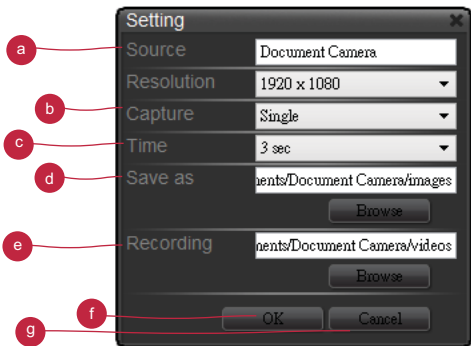 Setting
a Source Document Camera
Resolution 1920 x 1080
b Capture Single
c Time 3 sec
d Save as nents/Document Camera/images
Browse
e Recording nents/Document Camera/videos
Browse
f OK Cancel
g